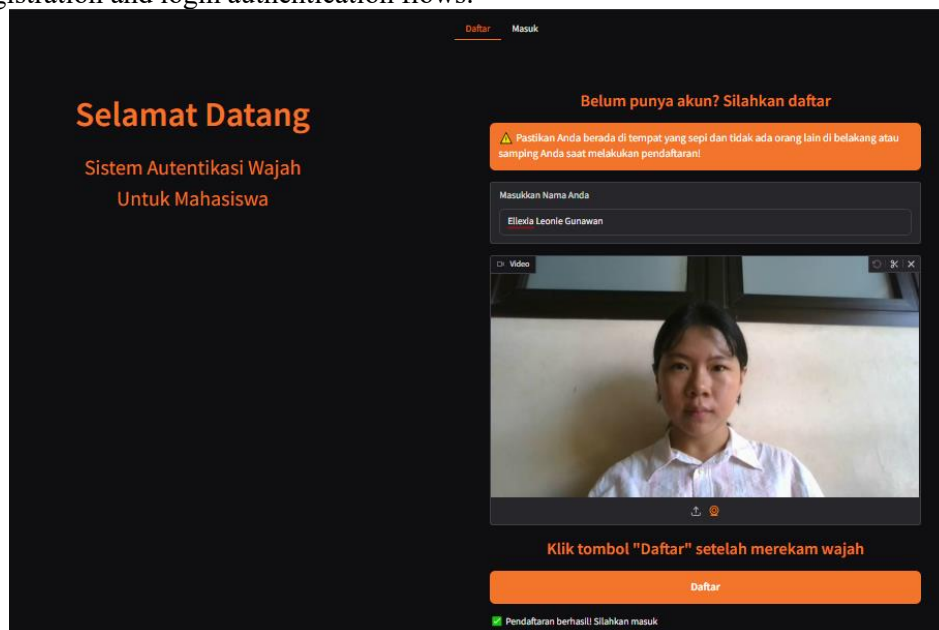 gistration and login authentication flows.
Daftar Masuk
Selamat Datang
Sistem Autentikasi Wajah
Untuk Mahasiswa
Belum punya akun? Silahkan daftar
⚠️ Pastikan Anda berada di tempat yang sepi dan tidak ada orang lain di belakang atau
samping Anda saat melakukan pendaftaran!
Masukkan Nama Anda
Ellexia Leonie Gunawan
Video
Klik tombol "Daftar" setelah merekam wajah
Daftar
✅ Pendaftaran berhasil! Silahkan masuk